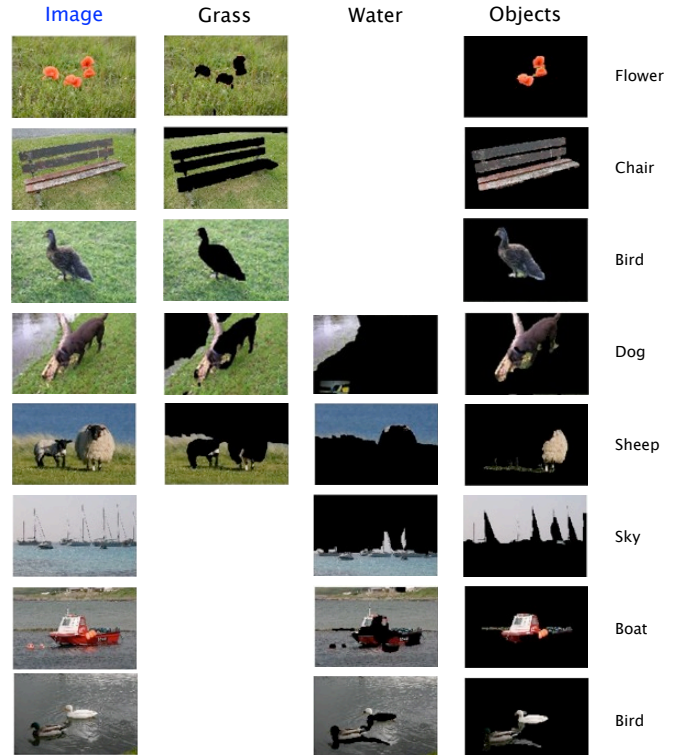 Image Grass Water Objects
Flower
Chair
Bird
Dog
Sheep
Sky
Boat
Bird